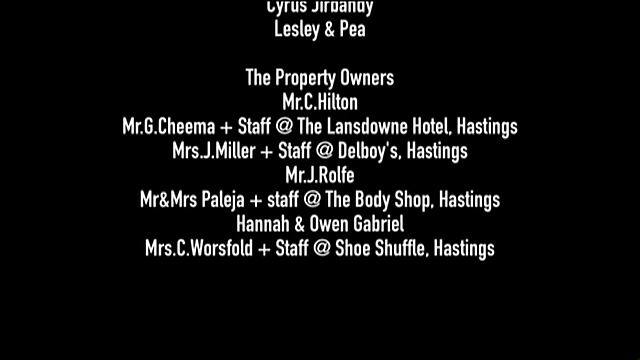 Cyrus Jirbandy
Lesley & Pea
The Property Owners
Mr.C.Hilton
Mr.G.Cheema + Staff @ The Lansdowne Hotel, Hastings
Mrs.J.Miller + Staff @ Delboy's, Hastings
Mr.J.Rolfe
Mr&Mrs Paleja + staff @ The Body Shop, Hastings
Hannah & Owen Gabriel
Mrs.C.Worsfold + Staff @ Shoe Shuffle, Hastings